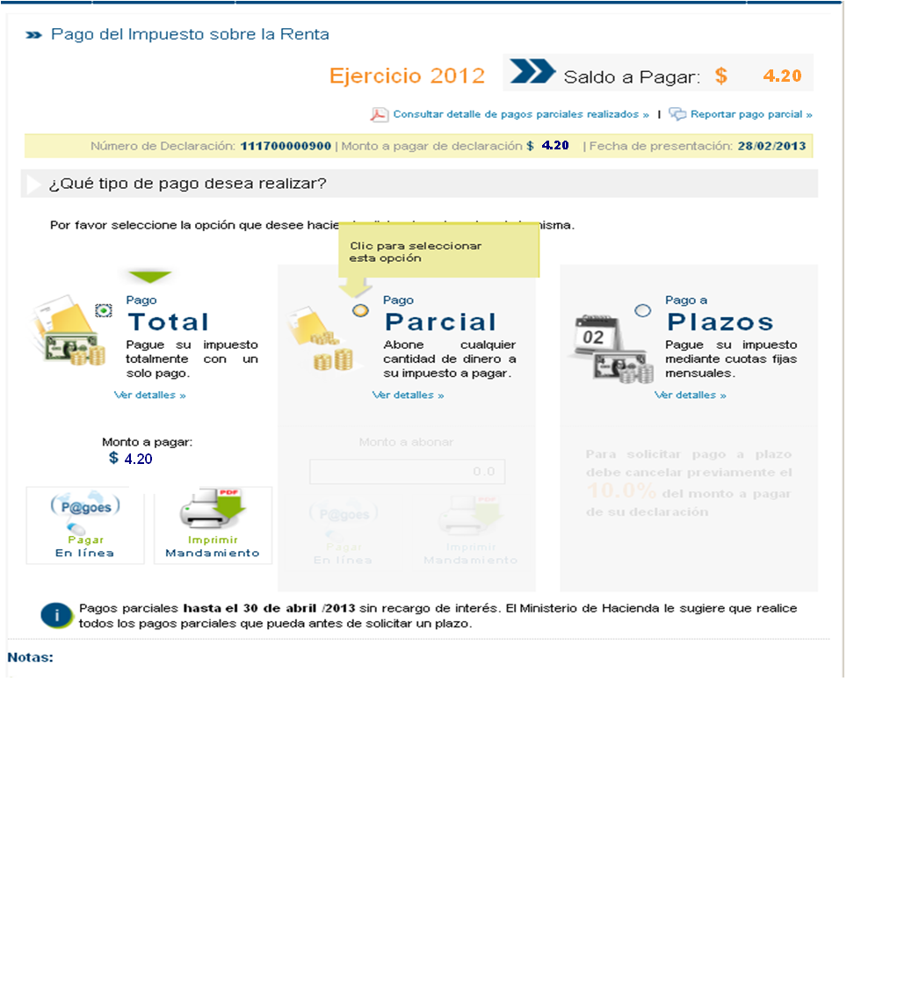 Pago del Impuesto sobre la Renta
Ejercicio 2012
Saldo a Pagar: $ 4.20
Consultar detalle de pagos parciales realizados » | Reportar pago parcial »
Número de Declaración: 111700000900 | Monto a pagar de declaración $ 4.20 | Fecha de presentación: 28/02/2013
¿Qué tipo de pago desea realizar?
Por favor seleccione la opción que desee misma.
Clic para seleccionar
esta opción
Pago
Total
Pague su impuesto
totalmente con un
solo pago.
Ver detalles »
Monto a pagar:
$ 4.20
P@goes
Pagar
En línea
PDF
Imprimir
Mandamiento
Pago
Parcial
Abone cualquier
cantidad de dinero a
su impuesto a pagar.
Ver detalles »
Monto a abonar
0.0
P@goes
Pagar
En línea
PDF
Imprimir
Mandamiento
02
Pago a
Plazos
Pague su impuesto
mediante cuotas fijas
mensuales.
Ver detalles »
Para solicitar pago a plazo
debe cancelar previamente el
10.0% del monto a pagar
de su declaración
i
Pagos parciales hasta el 30 de abril /2013 sin recargo de interés. El Ministerio de Hacienda le sugiere que realice
todos los pagos parciales que pueda antes de solicitar un plazo.
Notas: